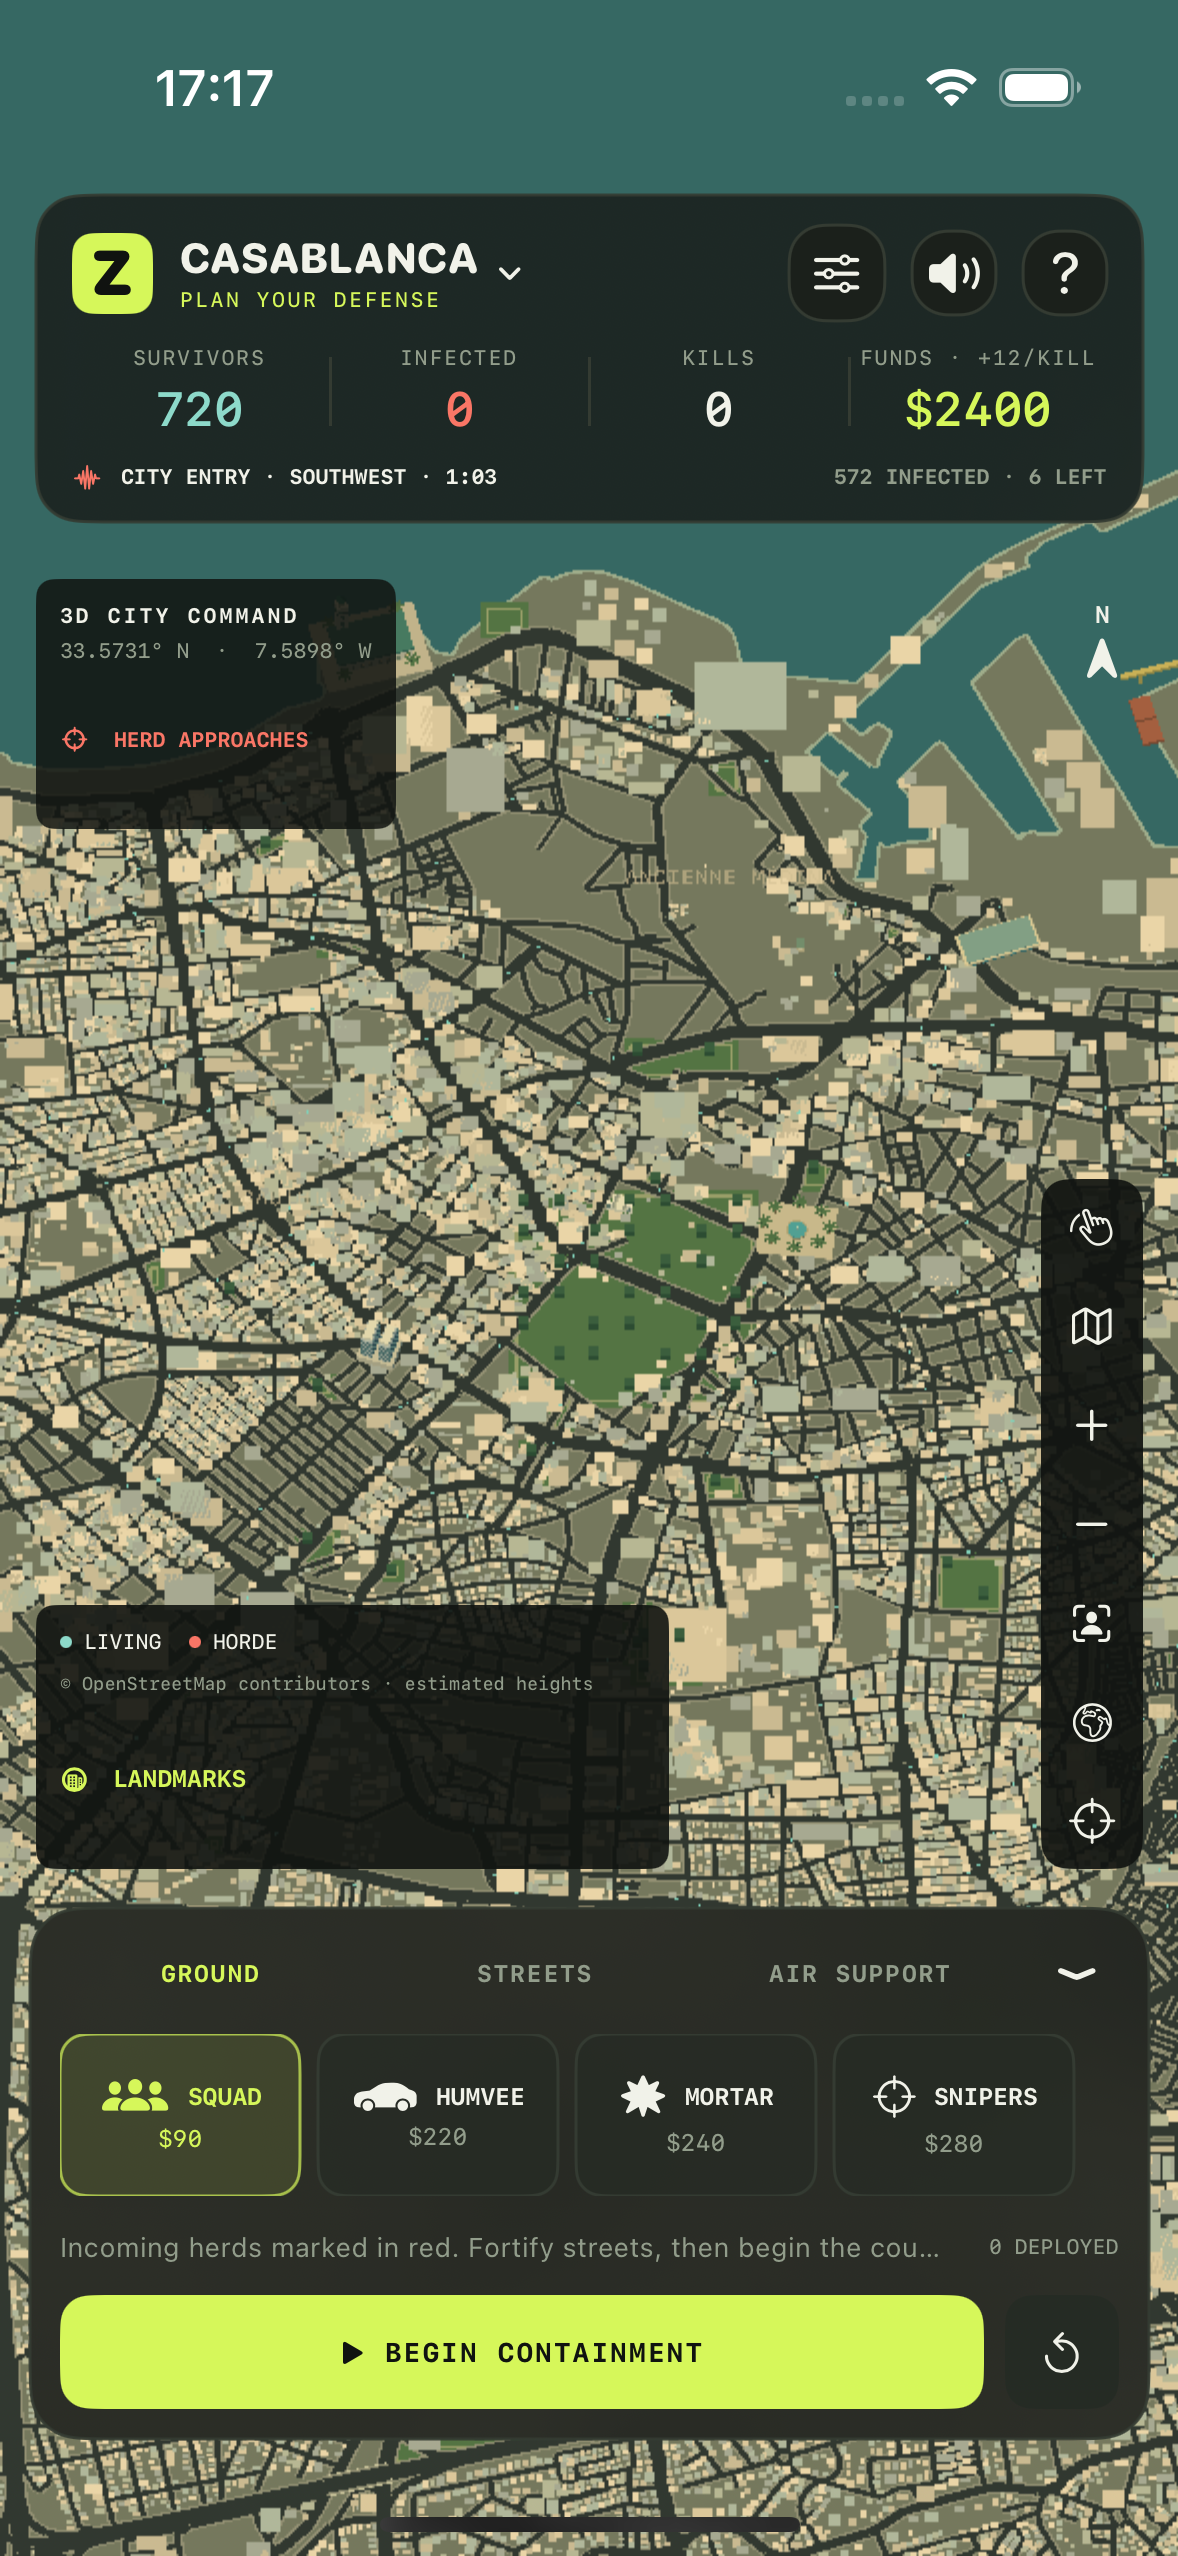 17:17
Z
CASABLANCA
PLAN YOUR DEFENSE
SURVIVORS
720
INFECTED
0
KILLS
0
FUNDS · +12/KILL
$2400
CITY ENTRY · SOUTHWEST · 1:03
572 INFECTED · 6 LEFT
3D CITY COMMAND
33.5731° N · 7.5898° W
HERD APPROACHES
N
ANCIENNE
LIVING HORDE
© OpenStreetMap contributors · estimated heights
LANDMARKS
GROUND STREETS AIR SUPPORT
SQUAD
$90
HUMVEE
$220
MORTAR
$240
SNIPERS
$280
Incoming herds marked in red. Fortify streets, then begin the cou...
0 DEPLOYED
BEGIN CONTAINMENT